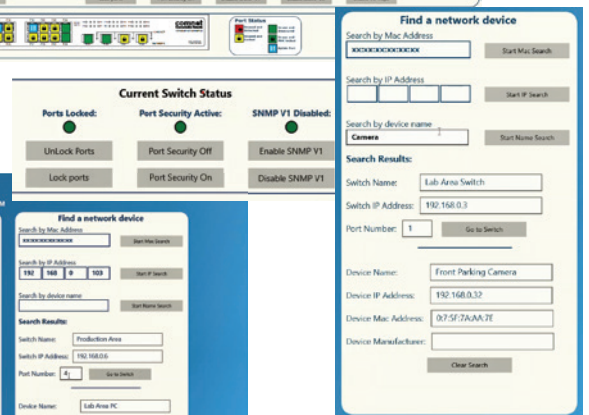 comnet
Port Status
Current Switch Status
Ports Locked:
Port Security Active:
SNMP V1 Disabled:
UnLock Ports
Port Security Off
Enable SNMP V1
Lock ports
Port Security On
Disable SNMP V1
Find a network device
Search by Mac Address
Start Mac Search
Search by IP Address
192 168 0 103
Start IP Search
Search by device name
Start Name Search
Search Results:
Switch Name: Production Area
Switch IP Address: 192.168.0.6
Port Number: 4
Go to Switch
Device Name: Lab Area PC
Find a network device
Search by Mac Address
Start Mac Search
Search by IP Address
Start IP Search
Search by device name
Camera
Start Name Search
Search Results:
Switch Name: Lab Area Switch
Switch IP Address: 192.168.0.3
Port Number: 1
Go to Switch
Device Name: Front Parking Camera
Device IP Address: 192.168.0.32
Device Mac Address: 0:7:5F:7A:AA:7E
Device Manufacturer:
Clear Search